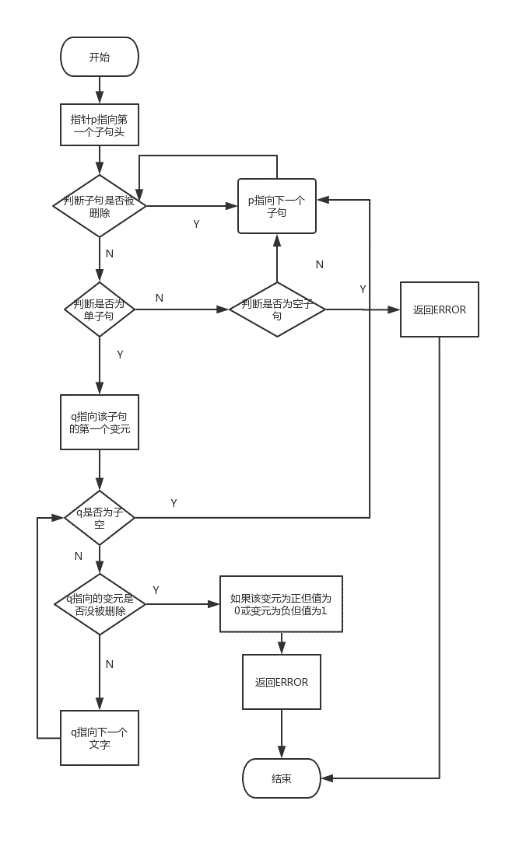 开始
指针p指向第
一个子句头
判断子句是否被
删除
Y
p指向下一个
子句
N
判断是否为
单子句
N
判断是否为空子
句
N
Y
返回ERROR
Y
q指向该子句
的第一个变元
q是否为子
空
Y
N
q指向的变元是
否没被删除
Y
如果该变元为正但值为
0或变元为负但值为1.
N
返回ERROR
q指向下一个
文字
结束